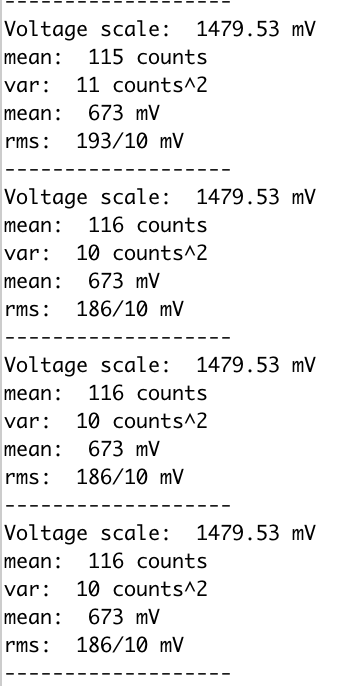 -------------------
Voltage scale:  1479.53 mV
mean:  115 counts
var:  11 counts^2
mean:  673 mV
rms:  193/10 mV
-------------------
Voltage scale:  1479.53 mV
mean:  116 counts
var:  10 counts^2
mean:  673 mV
rms:  186/10 mV
-------------------
Voltage scale:  1479.53 mV
mean:  116 counts
var:  10 counts^2
mean:  673 mV
rms:  186/10 mV
-------------------
Voltage scale:  1479.53 mV
mean:  116 counts
var:  10 counts^2
mean:  673 mV
rms:  186/10 mV
-------------------